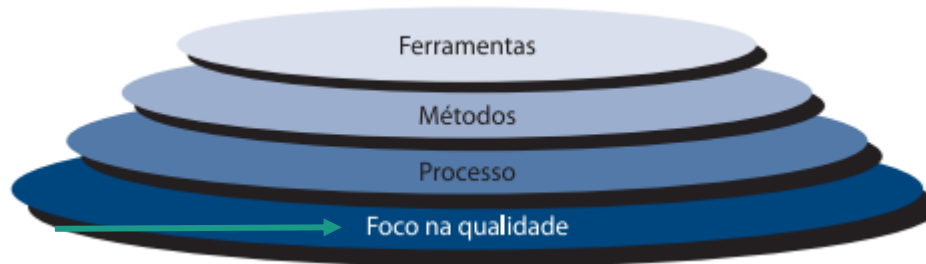 Ferramentas
Métodos
Processo
Foco na qualidade